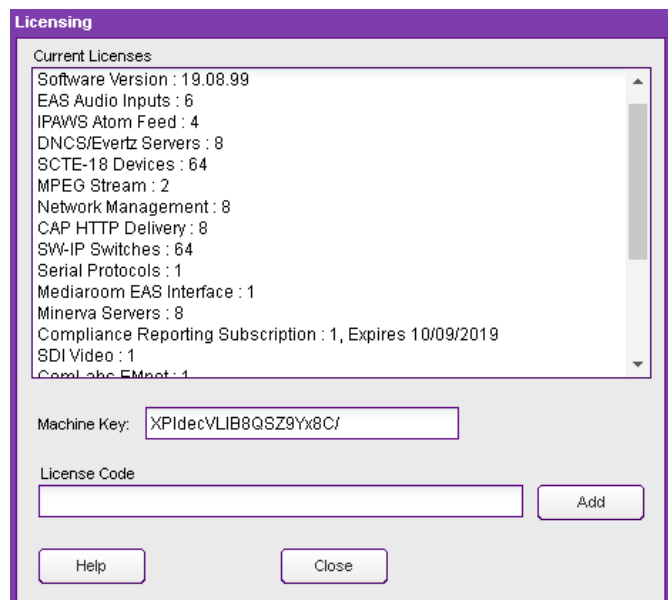 Licensing
Current Licenses
Software Version : 19.08.99
EAS Audio Inputs : 6
IPAWS Atom Feed : 4
DNCS/Evertz Servers : 8
SCTE-18 Devices : 64
MPEG Stream : 2
Network Management : 8
CAP HTTP Delivery : 8
SW-IP Switches : 64
Serial Protocols : 1
Mediaroom EAS Interface : 1
Minerva Servers : 8
Compliance Reporting Subscription : 1, Expires 10/09/2019
SDI Video : 1
ComLabs EMnet : 1
Machine Key: XPIdecVLIB8QSZ9Yx8C/
License Code
Add
Help Close